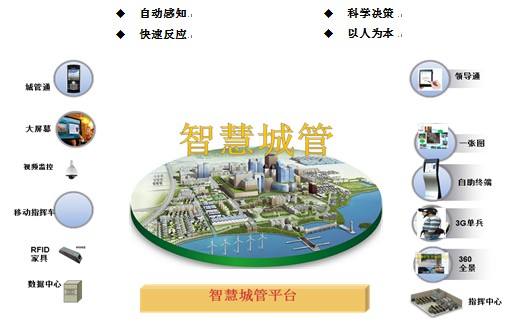 ◆ 自动感知
◆ 科学决策
◆ 快速反应
◆ 以人为本
城管通
领导通
大屏幕
智慧城管
一张图
视频监控
自助终端
移动指挥车
3G单兵
RFID
家具
360
全景
数据中心
智慧城管平台
指挥中心